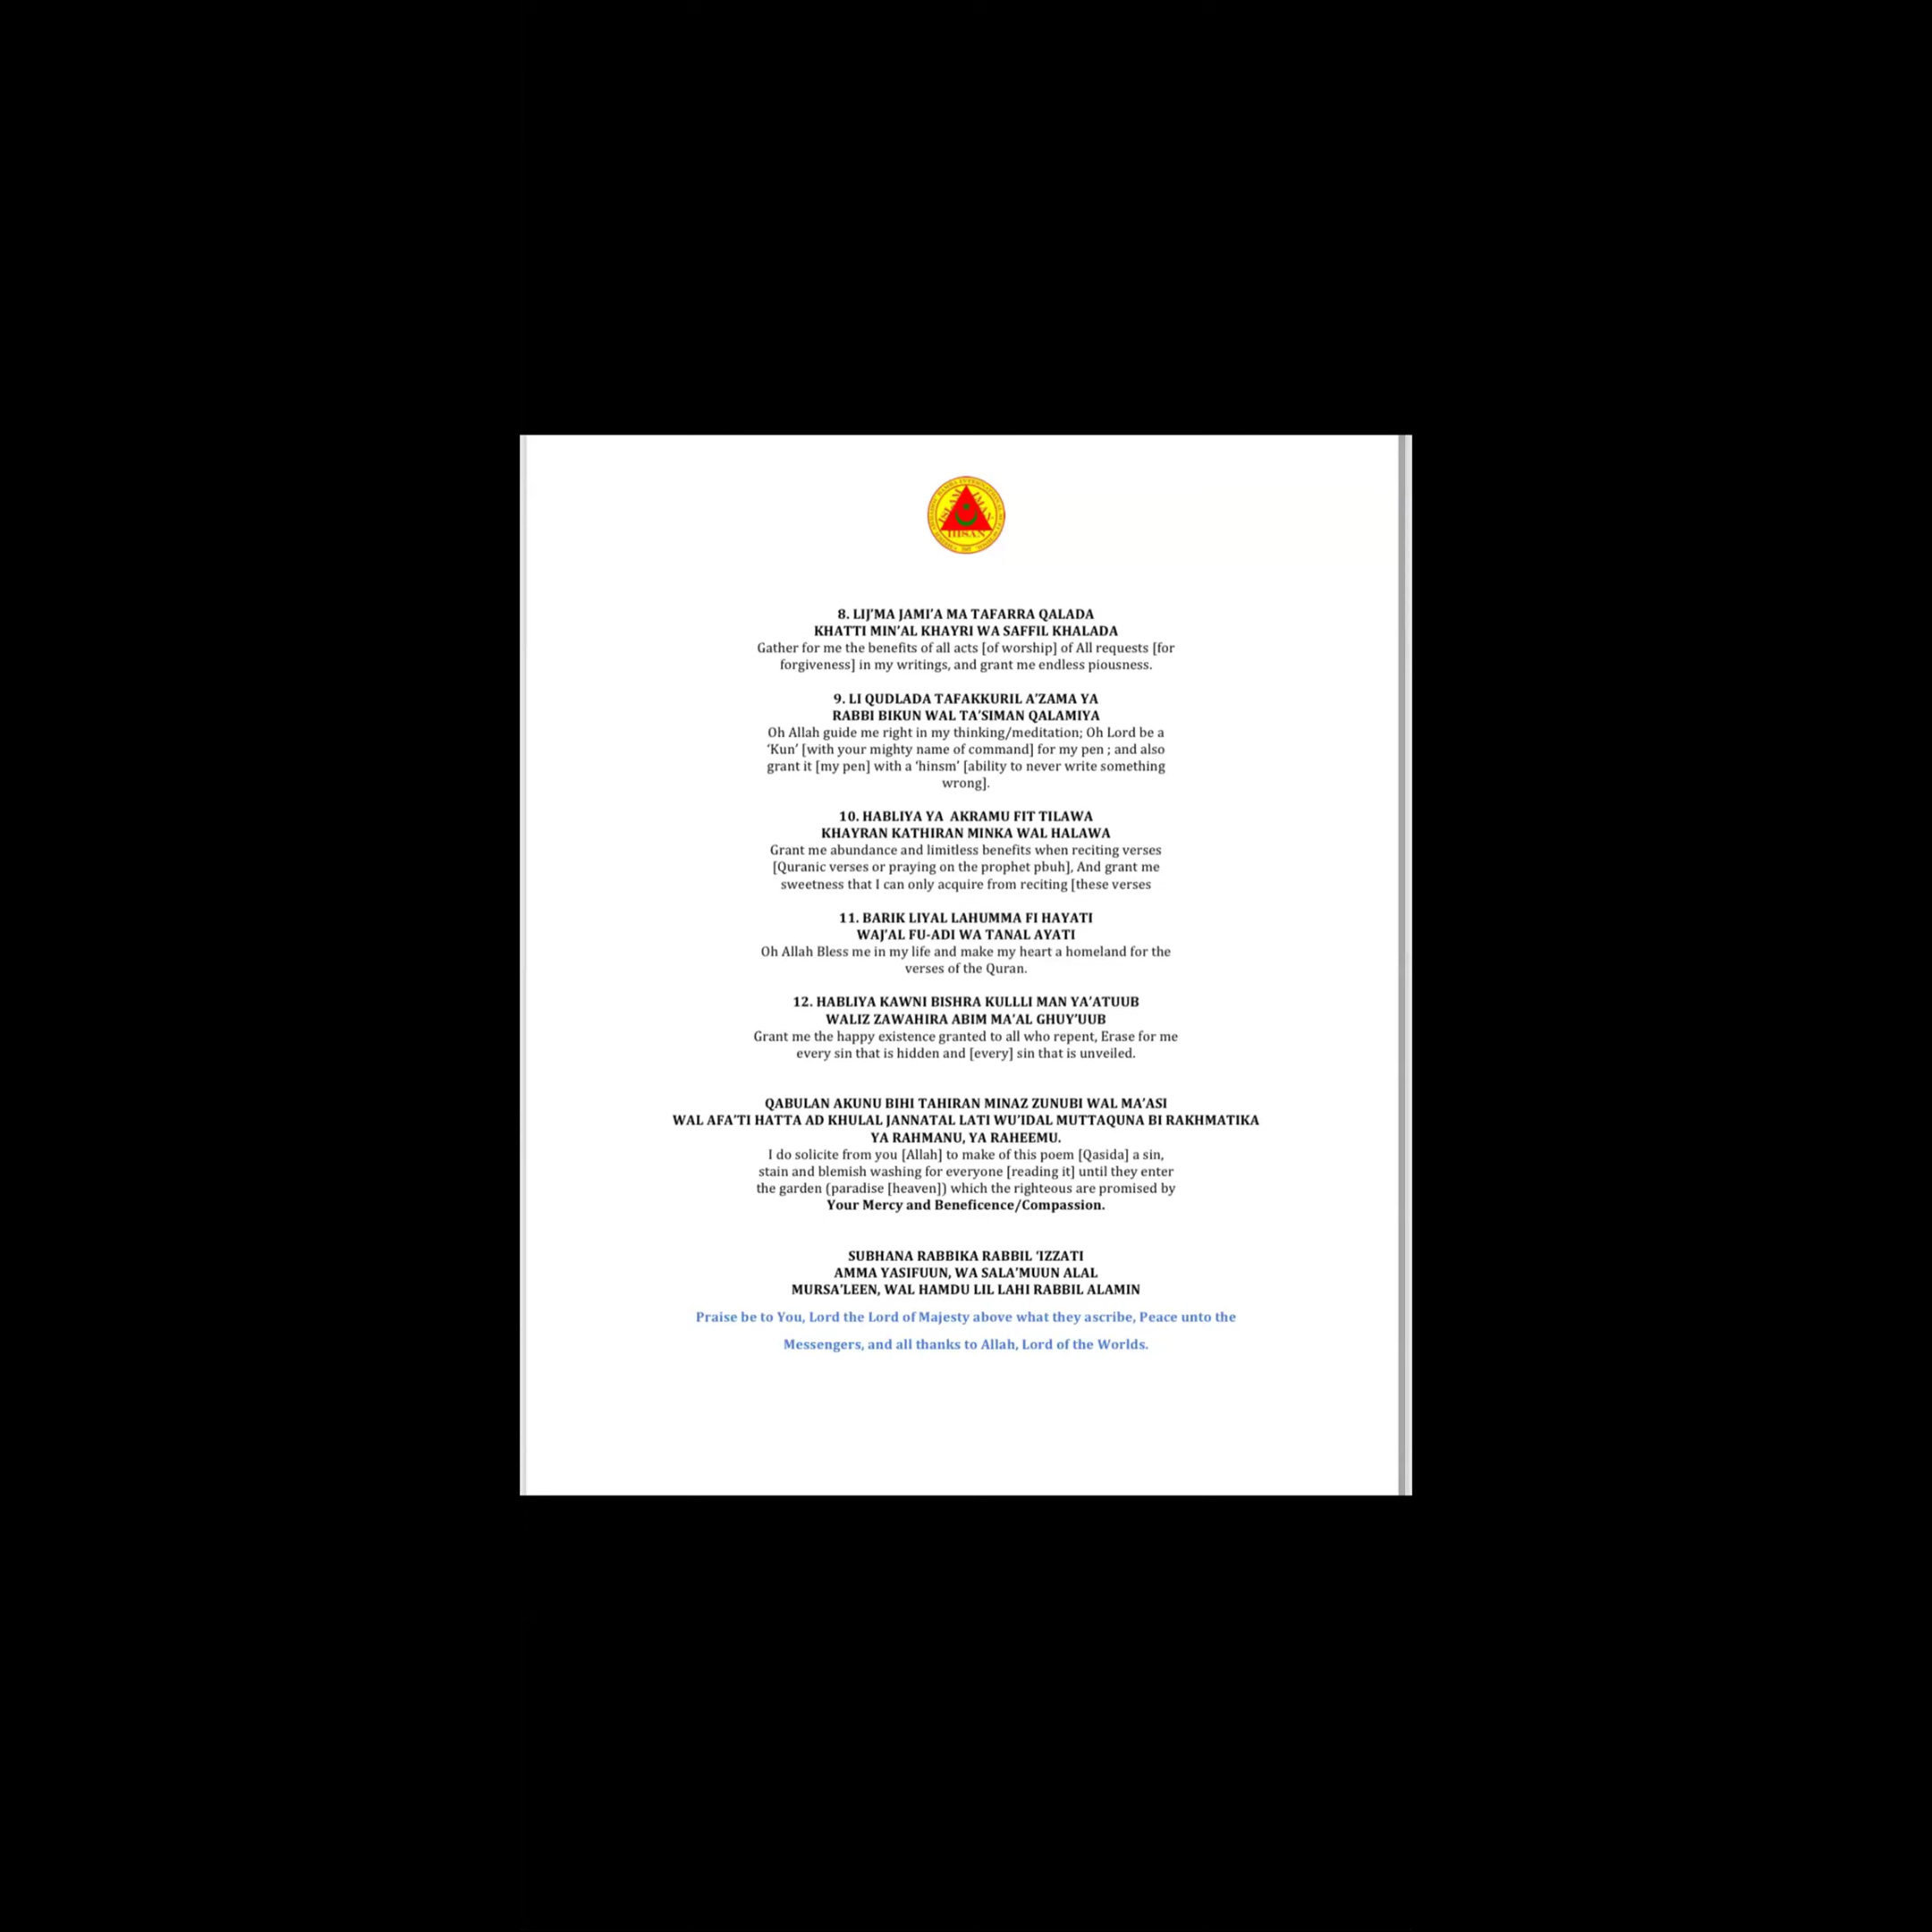 ISLAM
IMAN
IHSAN
8. LIJ’MA JAMI’A MA TAFARRA QALADA
KHATTI MIN’AL KHAYRI WA SAFFIL KHALADA
Gather for me the benefits of all acts [of worship] of All requests [for
forgiveness] in my writings, and grant me endless piousness.
9. LI QUDLADA TAFAKKURIL A’ZAMA YA
RABBI BIKUN WAL TA’SIMAN QALAMIYA
Oh Allah guide me right in my thinking/meditation; Oh Lord be a
‘Kun’ [with your mighty name of command] for my pen ; and also
grant it [my pen] with a ‘hinsm’ [ability to never write something
wrong].
10. HABLIYA YA  AKRAMU FIT TILAWA
KHAYRAN KATHIRAN MINKA WAL HALAWA
Grant me abundance and limitless benefits when reciting verses
[Quranic verses or praying on the prophet pbuh], And grant me
sweetness that I can only acquire from reciting [these verses
11. BARIK LIYAL LAHUMMA FI HAYATI
WAJ’AL FU-ADI WA TANAL AYATI
Oh Allah Bless me in my life and make my heart a homeland for the
verses of the Quran.
12. HABLIYA KAWNI BISHRA KULLLI MAN YA’ATUUB
WALIZ ZAWAHIRA ABIM MA’AL GHUY’UUB
Grant me the happy existence granted to all who repent, Erase for me
every sin that is hidden and [every] sin that is unveiled.
QABULAN AKUNU BIHI TAHIRAN MINAZ ZUNUBI WAL MA’ASI
WAL AFA’TI HATTA AD KHULAL JANNATAL LATI WU’IDAL MUTTAQUNA BI RAKHMATIKA
YA RAHMANU, YA RAHEEMU.
I do solicite from you [Allah] to make of this poem [Qasida] a sin,
stain and blemish washing for everyone [reading it] until they enter
the garden (paradise [heaven]) which the righteous are promised by
Your Mercy and Beneficence/Compassion.
SUBHANA RABBIKA RABBIL ‘IZZATI
AMMA YASIFUUN, WA SALA’MUUN ALAL
MURSA’LEEN, WAL HAMDU LIL LAHI RABBIL ALAMIN
Praise be to You, Lord the Lord of Majesty above what they ascribe, Peace unto the
Messengers, and all thanks to Allah, Lord of the Worlds.